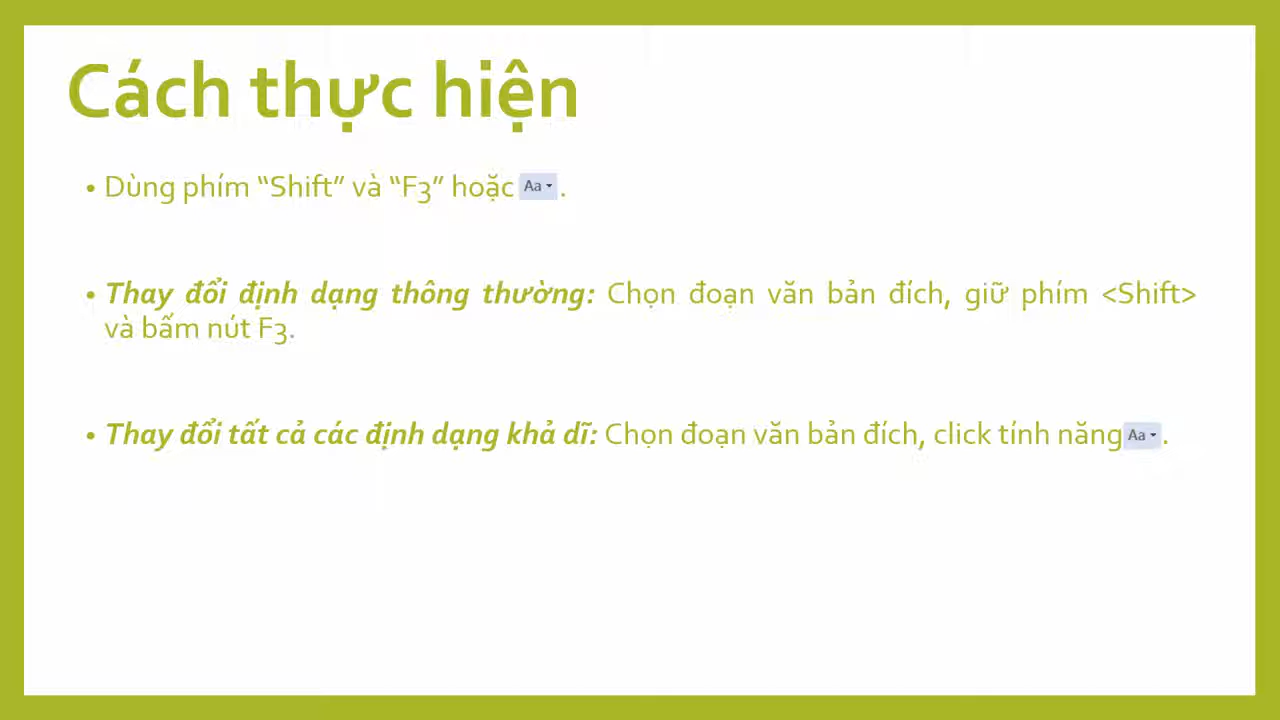 Cách thực hiện
• Dùng phím “Shift” và “F3” hoặc Aa .
• Thay đổi định dạng thông thường: Chọn đoạn văn bản đích, giữ phím <Shift>
và bấm nút F3.
• Thay đổi tất cả các định dạng khả dĩ: Chọn đoạn văn bản đích, click tính năng Aa .